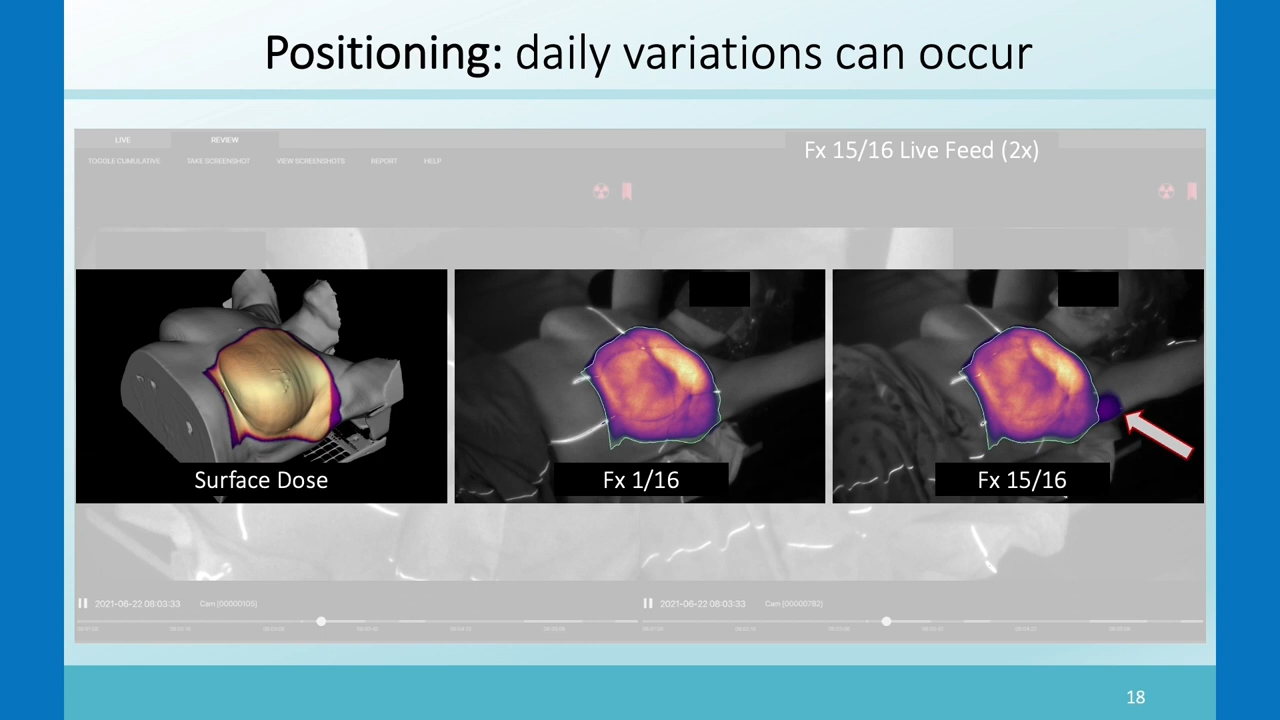 Positioning: daily variations can occur
LIVE
REVIEW
Fx 15/16 Live Feed (2x)
TOGGLE CUMULATIVE
TAKE SCREENSHOT
VIEW SCREENSHOTS
REPORT
HELP
Surface Dose
Fx 1/16
Fx 15/16
2021-06-22 08:03:33
2021-06-22 08:03:33
18